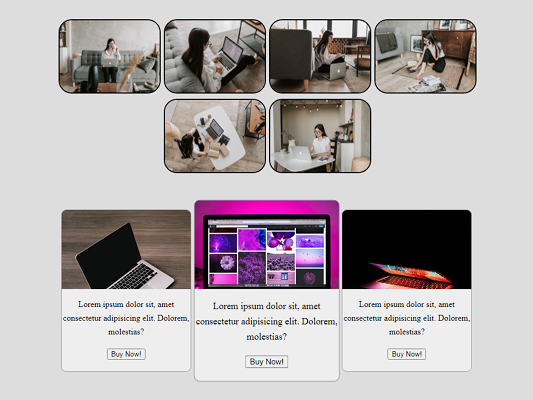 Lorem ipsum dolor sit, amet
consectetur adipisicing elit. Dolorem,
molestias?
Buy Now!
Lorem ipsum dolor sit, amet
consectetur adipisicing elit. Dolorem,
molestias?
Buy Now!
Lorem ipsum dolor sit, amet
consectetur adipisicing elit. Dolorem,
molestias?
Buy Now!